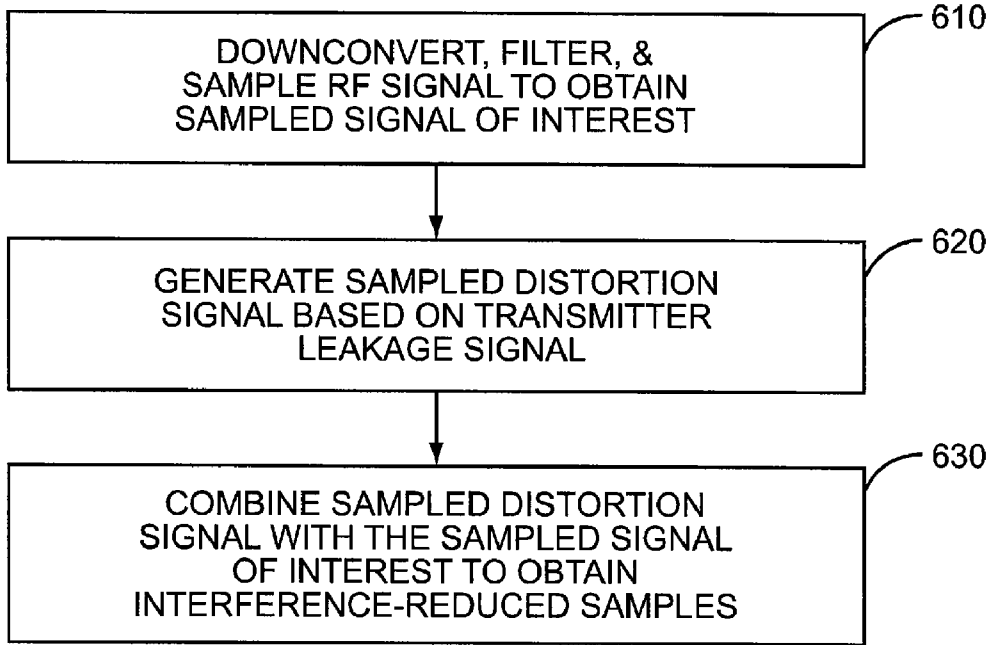 610
DOWNCONVERT, FILTER, &
SAMPLE RF SIGNAL TO OBTAIN
SAMPLED SIGNAL OF INTEREST
620
GENERATE SAMPLED DISTORTION
SIGNAL BASED ON TRANSMITTER
LEAKAGE SIGNAL
630
COMBINE SAMPLED DISTORTION
SIGNAL WITH THE SAMPLED SIGNAL
OF INTEREST TO OBTAIN
INTERFERENCE-REDUCED SAMPLES